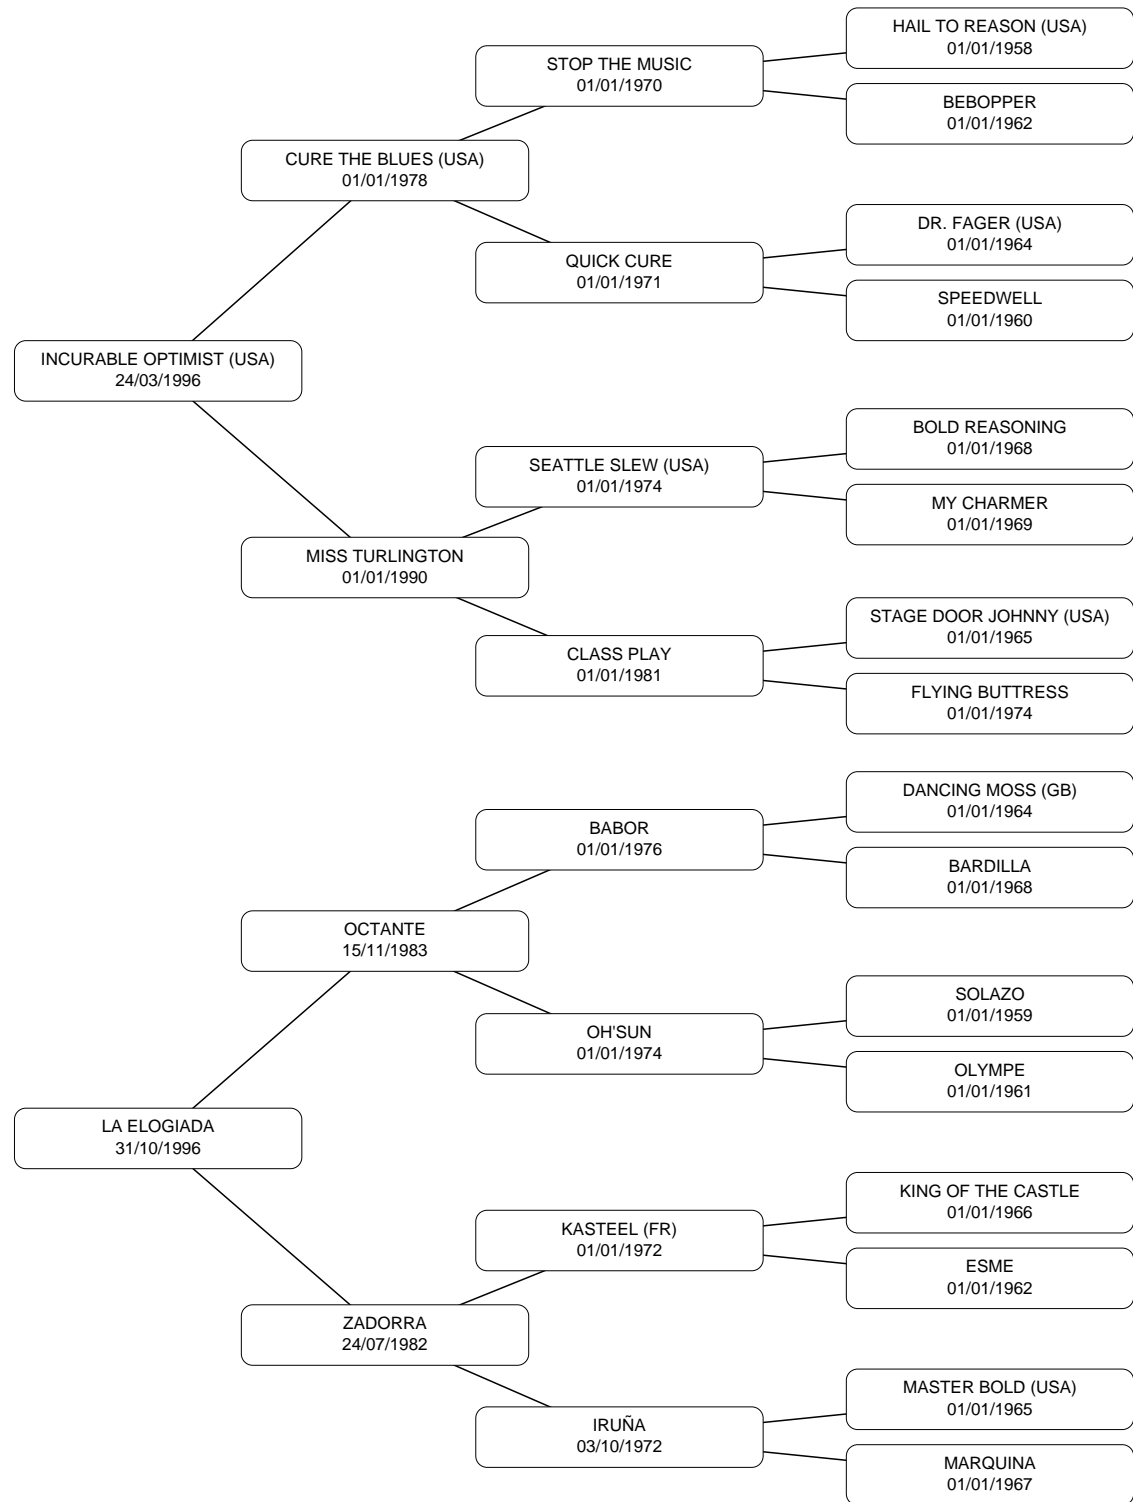 HAIL TO REASON (USA)
01/01/1958
STOP THE MUSIC
01/01/1970
BEBOPPER
01/01/1962
CURE THE BLUES (USA)
01/01/1978
DR. FAGER (USA)
01/01/1964
QUICK CURE
01/01/1971
SPEEDWELL
01/01/1960
INCURABLE OPTIMIST (USA)
24/03/1996
BOLD REASONING
01/01/1968
SEATTLE SLEW (USA)
01/01/1974
MY CHARMER
01/01/1969
MISS TURLINGTON
01/01/1990
STAGE DOOR JOHNNY (USA)
01/01/1965
CLASS PLAY
01/01/1981
FLYING BUTTRESS
01/01/1974
DANCING MOSS (GB)
01/01/1964
BABOR
01/01/1976
BARDILLA
01/01/1968
OCTANTE
15/11/1983
SOLAZO
01/01/1959
OH'SUN
01/01/1974
OLYMPE
01/01/1961
LA ELOGIADA
31/10/1996
KING OF THE CASTLE
01/01/1966
KASTEEL (FR)
01/01/1972
ESME
01/01/1962
ZADORRA
24/07/1982
MASTER BOLD (USA)
01/01/1965
IRUÑA
03/10/1972
MARQUINA
01/01/1967